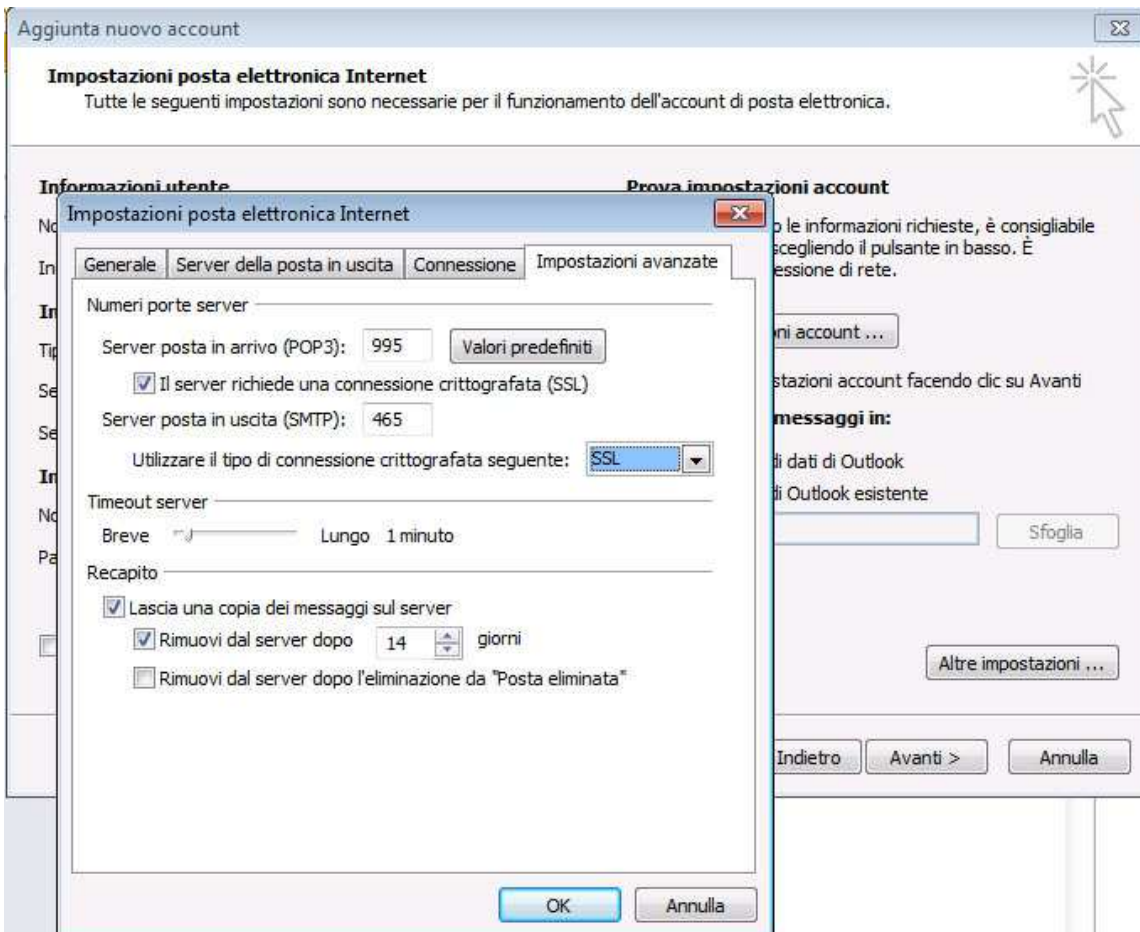 Aggiunta nuovo account
Impostazioni posta elettronica Internet
Tutte le seguenti impostazioni sono necessarie per il funzionamento dell'account di posta elettronica.
Informazioni utente
Prova impostazioni account
Impostazioni posta elettronica Internet
le informazioni richieste, è consigliabile
scegliendo il pulsante in basso. È
di rete.
Generale
Server della posta in uscita
Connessione
Impostazioni avanzate
Numeri porte server
Server posta in arrivo (POP3): 995
Valori predefiniti
account ...
Il server richiede una connessione crittografata (SSL)
account facendo clic su Avanti
Server posta in uscita (SMTP): 465
messaggi in:
Utilizzare il tipo di connessione crittografata seguente: SSL
di dati di Outlook
di Outlook esistente
Timeout server
Breve
Lungo 1 minuto
Sfoglia
Recapito
Lascia una copia dei messaggi sul server
Rimuovi dal server dopo 14 giorni
Rimuovi dal server dopo l'eliminazione da "Posta eliminata"
Altre impostazioni ...
Indietro
Avanti >
Annulla
OK
Annulla